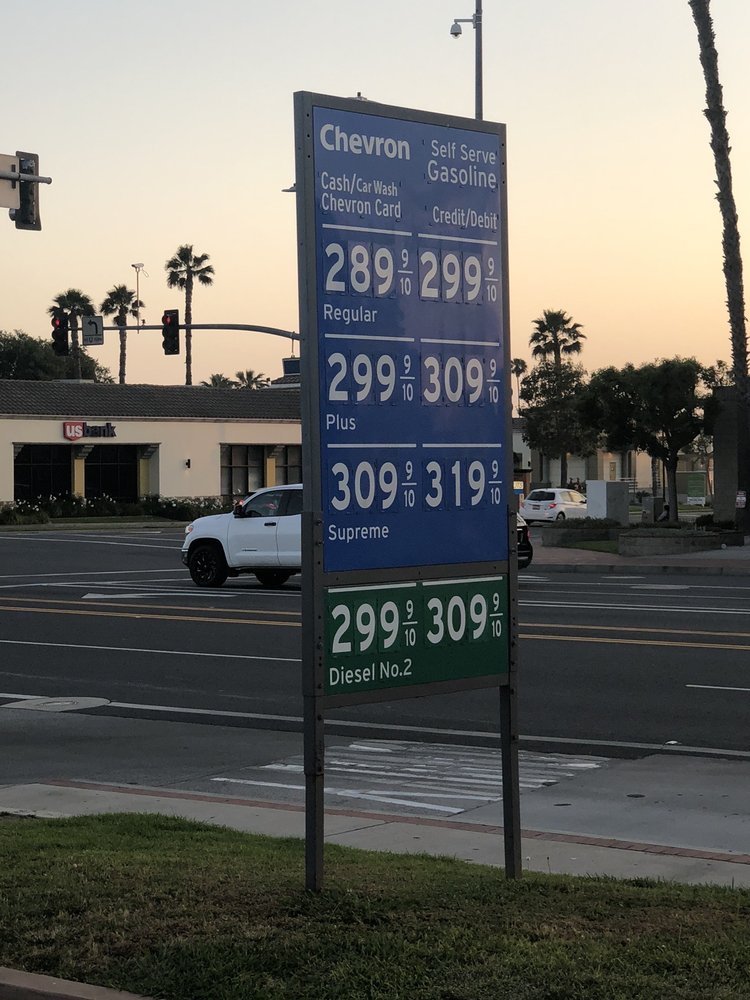 Chevron
Self Serve
Gasoline
Cash/Car Wash
Chevron Card
Credit/Debit
289 9/10 299 9/10
Regular
299 9/10 309 9/10
Plus
309 9/10 319 9/10
Supreme
299 9/10 309 9/10
Diesel No.2
usbank